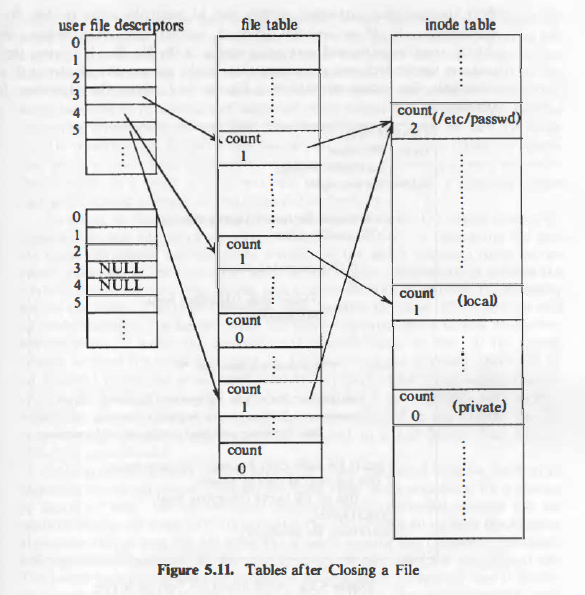 user file descriptors
0
1
2
3
4
5
0
1
2
3 NULL
4 NULL
5
file table
count
1
count
1
count
0
count
1
count
0
inode table
count
2 (/etc/passwd)
count
1 (local)
count
0 (private)
Figure 5.11. Tables after Closing a File